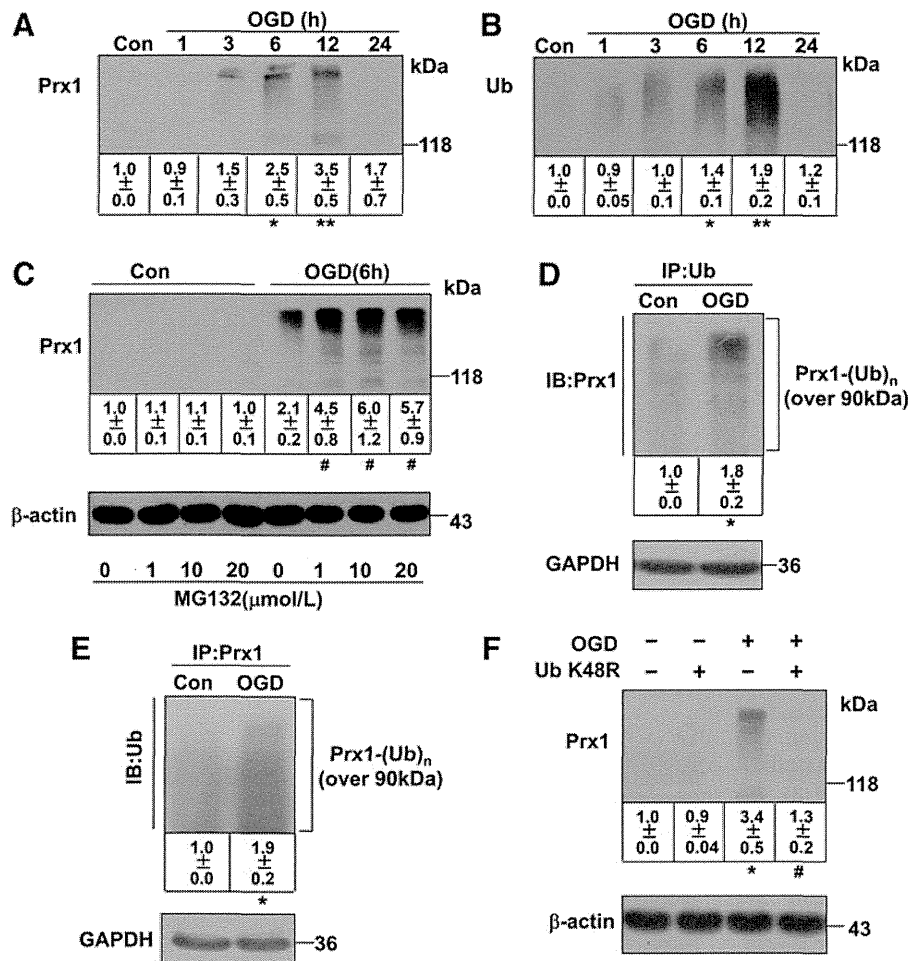 A
OGD (h)
Con 1 3 6 12 24
kDa
Prx1
118
1.0 ± 0.0 0.9 ± 0.1 1.5 ± 0.3 2.5 ± 0.5 3.5 ± 0.5 1.7 ± 0.7
* **
B
OGD (h)
Con 1 3 6 12 24
kDa
Ub
118
1.0 ± 0.0 0.9 ± 0.05 1.0 ± 0.1 1.4 ± 0.1 1.9 ± 0.2 1.2 ± 0.1
* **
C
Con OGD(6h)
kDa
Prx1
118
1.0 ± 0.0 1.1 ± 0.1 1.1 ± 0.1 1.0 ± 0.1 2.1 ± 0.2 4.5 ± 0.8 6.0 ± 1.2 5.7 ± 0.9
# # #
β-actin 43
0 1 10 20 0 1 10 20
MG132(μmol/L)
D
IP:Ub
Con OGD
IB:Prx1
Prx1-(Ub)n
(over 90kDa)
1.0 ± 0.0 1.8 ± 0.2
*
GAPDH 36
E
IP:Prx1
Con OGD
IB:Ub
Prx1-(Ub)n
(over 90kDa)
1.0 ± 0.0 1.9 ± 0.2
*
GAPDH 36
F
OGD – – + +
Ub K48R – + – +
kDa
Prx1
118
1.0 ± 0.0 0.9 ± 0.04 3.4 ± 0.5 1.3 ± 0.2
* #
β-actin 43